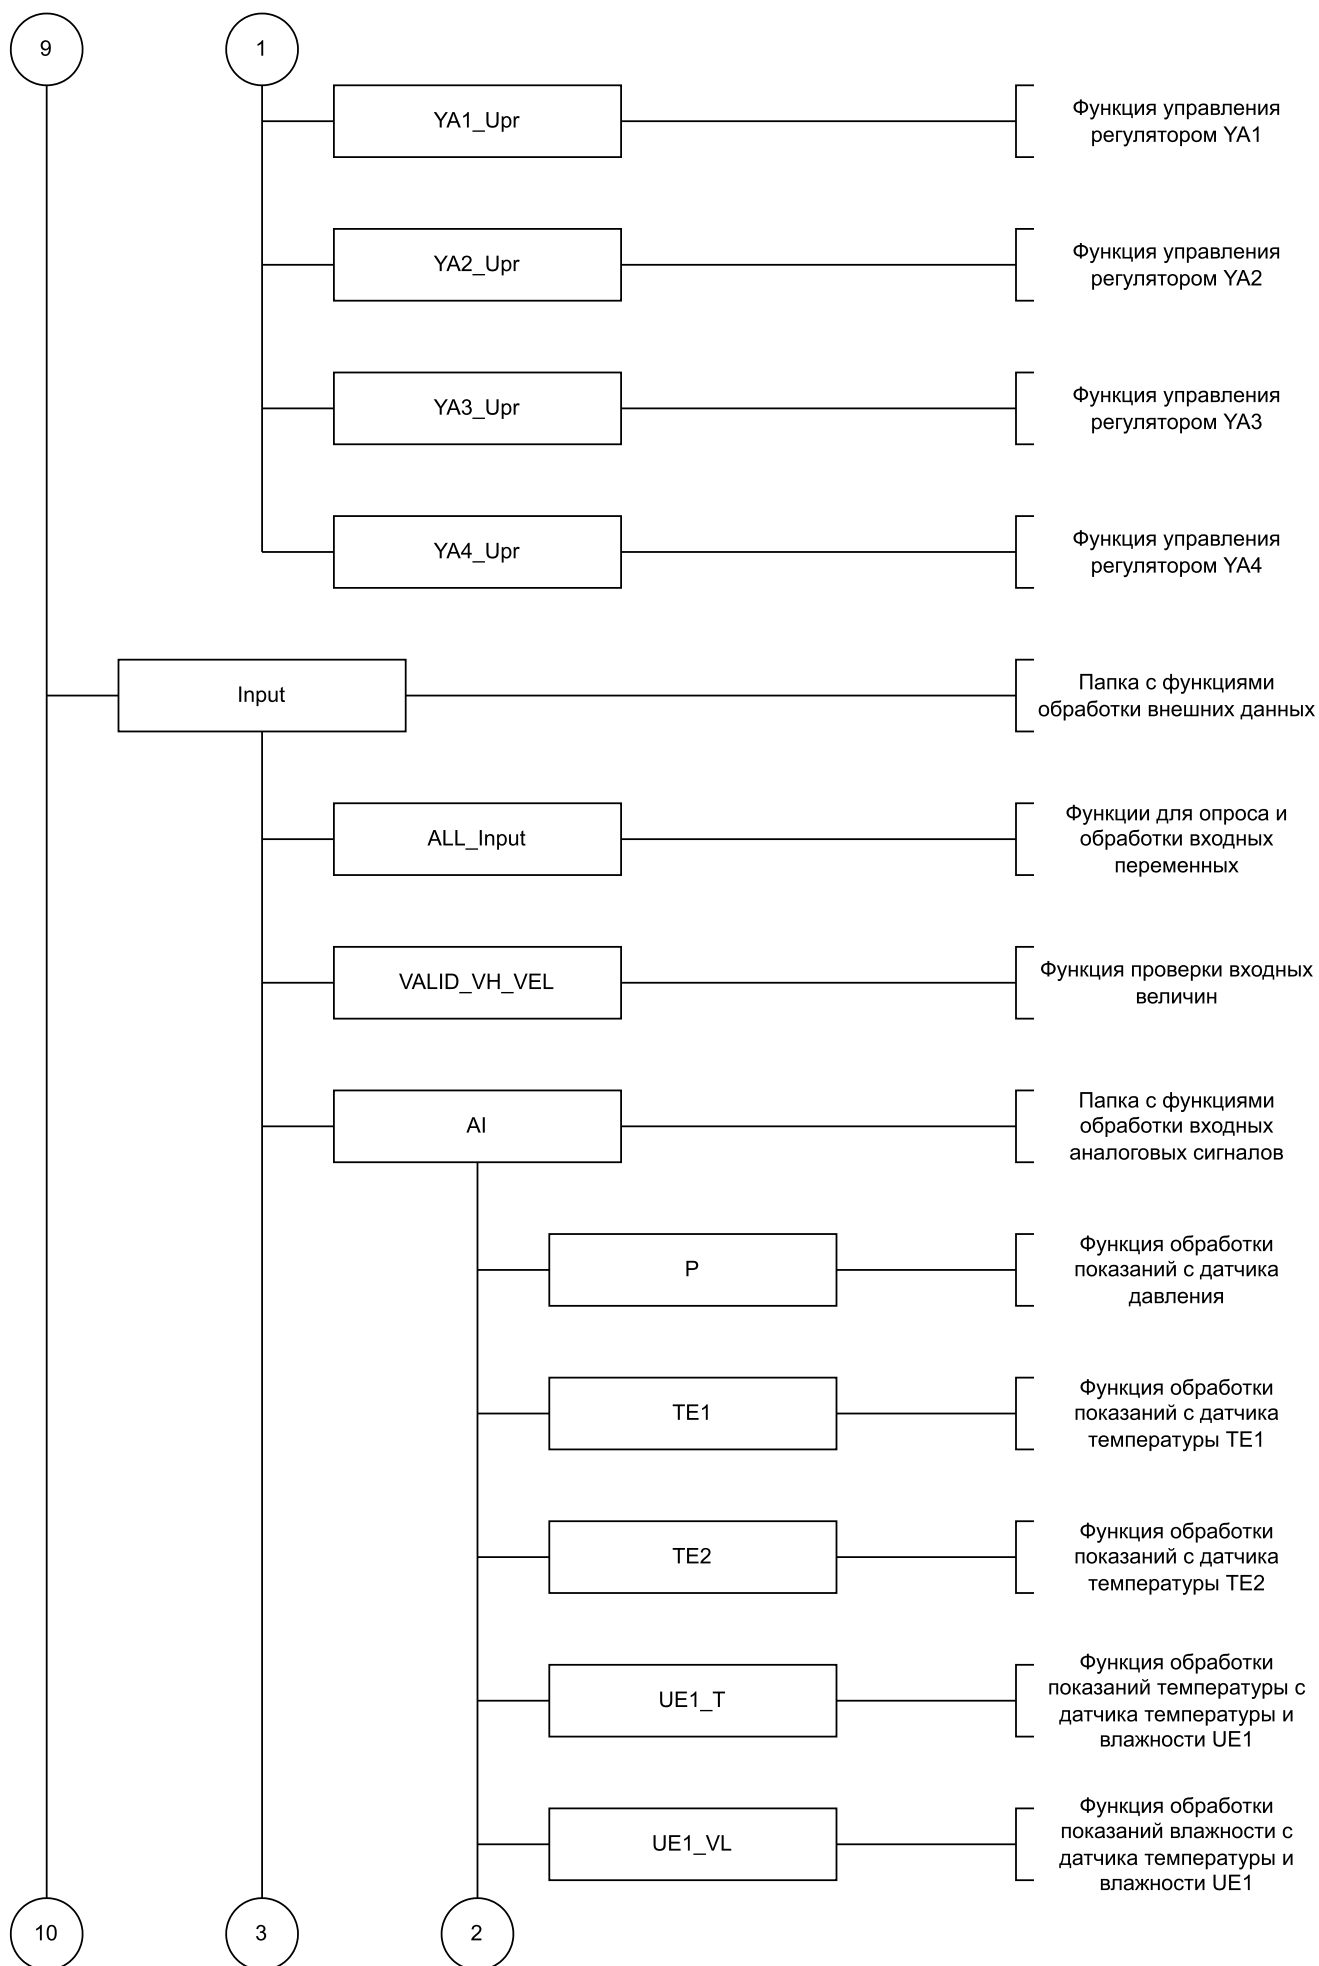 9
1
YA1_Upr
Функция управления
регулятором YA1
YA2_Upr
Функция управления
регулятором YA2
YA3_Upr
Функция управления
регулятором YA3
YA4_Upr
Функция управления
регулятором YA4
Input
Папка с функциями
обработки внешних данных
ALL_Input
Функции для опроса и
обработки входных
переменных
VALID_VH_VEL
Функция проверки входных
величин
AI
Папка с функциями
обработки входных
аналоговых сигналов
P
Функция обработки
показаний с датчика
давления
TE1
Функция обработки
показаний с датчика
температуры TE1
TE2
Функция обработки
показаний с датчика
температуры TE2
UE1_T
Функция обработки
показаний температуры с
датчика температуры и
влажности UE1
UE1_VL
Функция обработки
показаний влажности с
датчика температуры и
влажности UE1
10
3
2